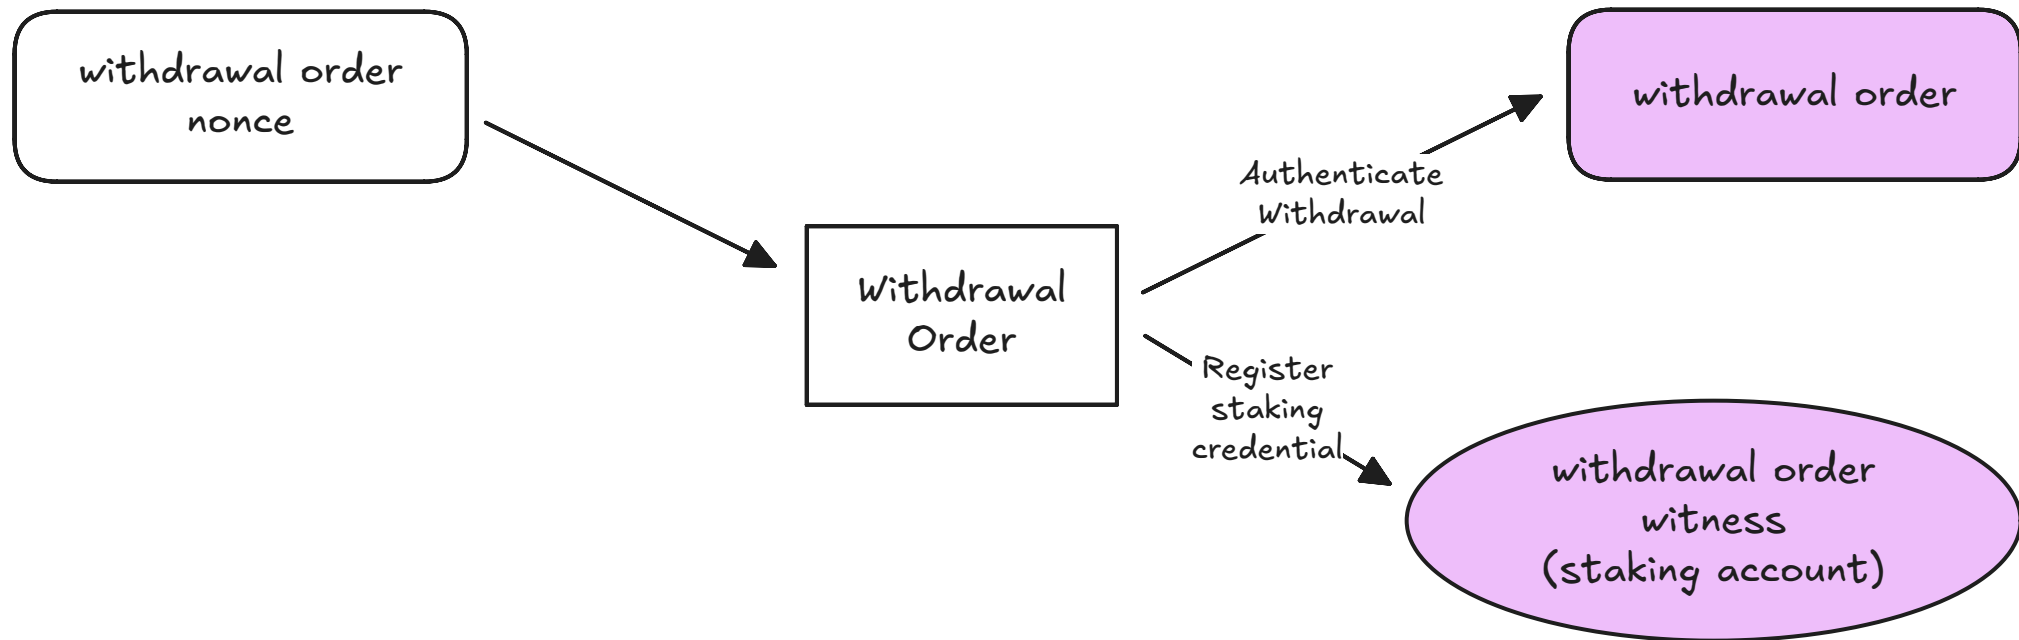 withdrawal order
nonce
withdrawal order
Authenticate
Withdrawal
Withdrawal
Order
Register
staking
credential
withdrawal order
witness
(staking account)